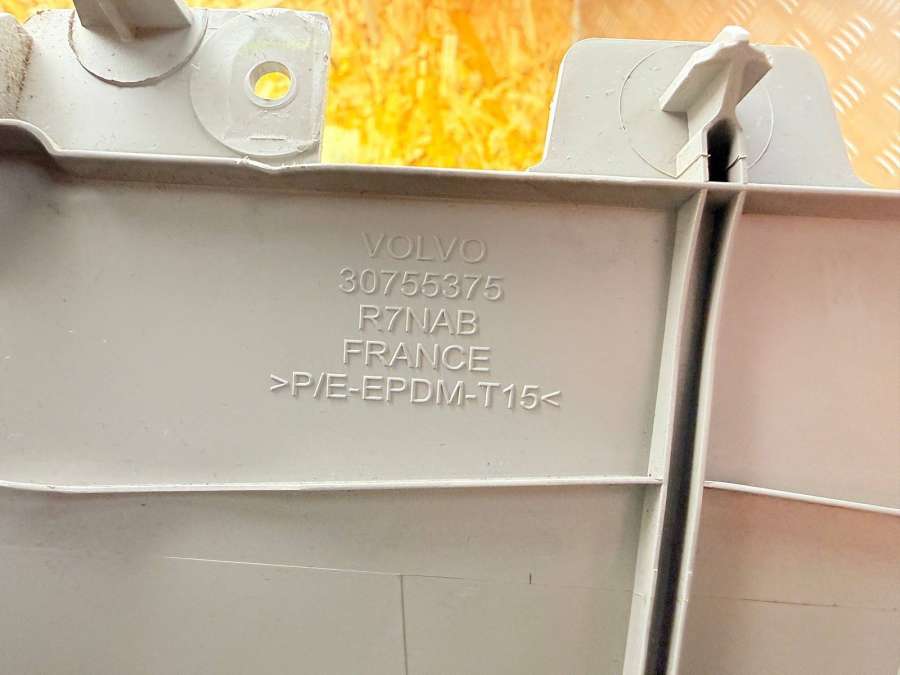 VOLVO
30755375
R7NAB
FRANCE
>P/E-EPDM-T15<